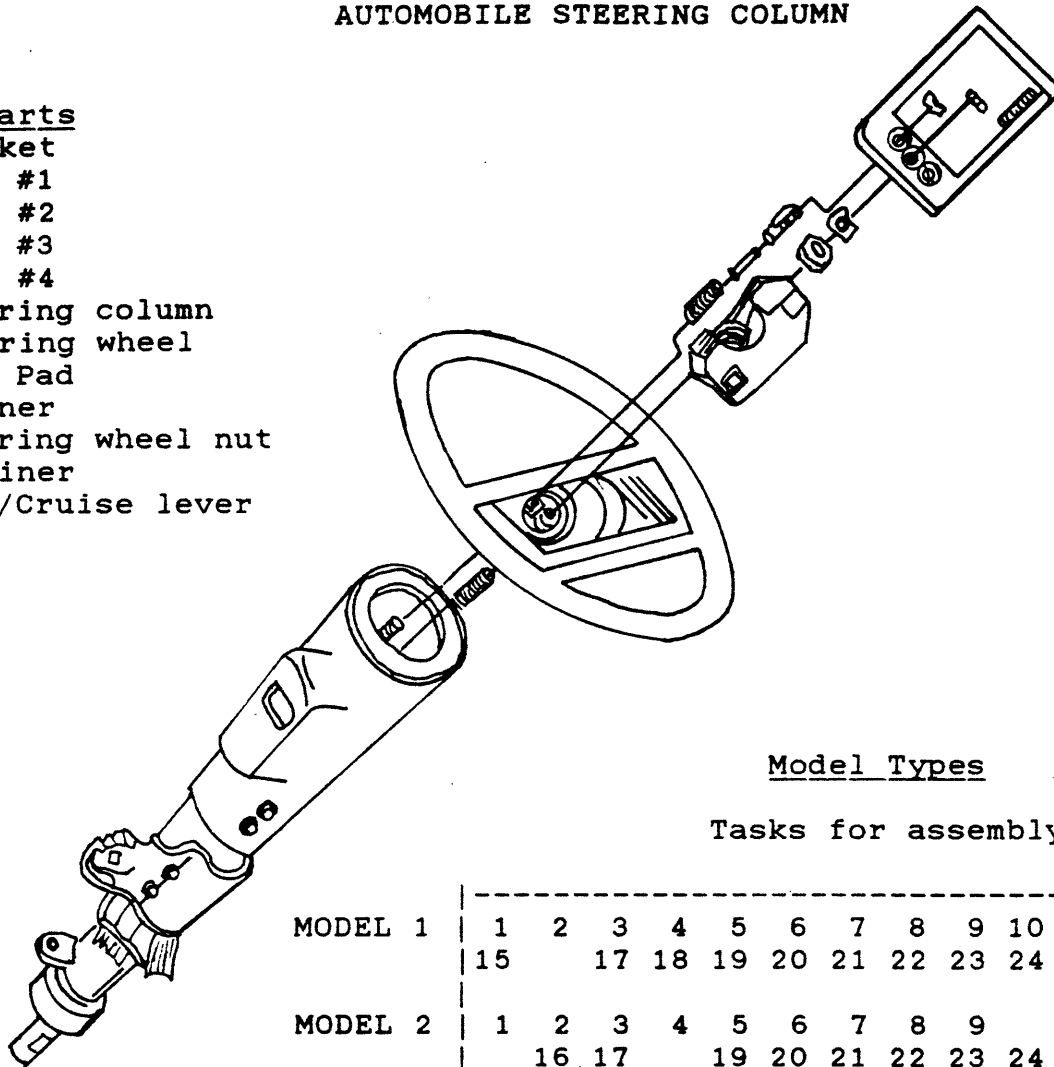 AUTOMOBILE STEERING COLUMN
arts
ket
#1
#2
#3
#4
ring column
ring wheel
Pad
ner
ring wheel nut
iner
/Cruise lever
Model Types
Tasks for assembly
MODEL 1 | 1 2 3 4 5 6 7 8 9 10
15 17 18 19 20 21 22 23 24
MODEL 2 | 1 2 3 4 5 6 7 8 9
16 17 19 20 21 22 23 24